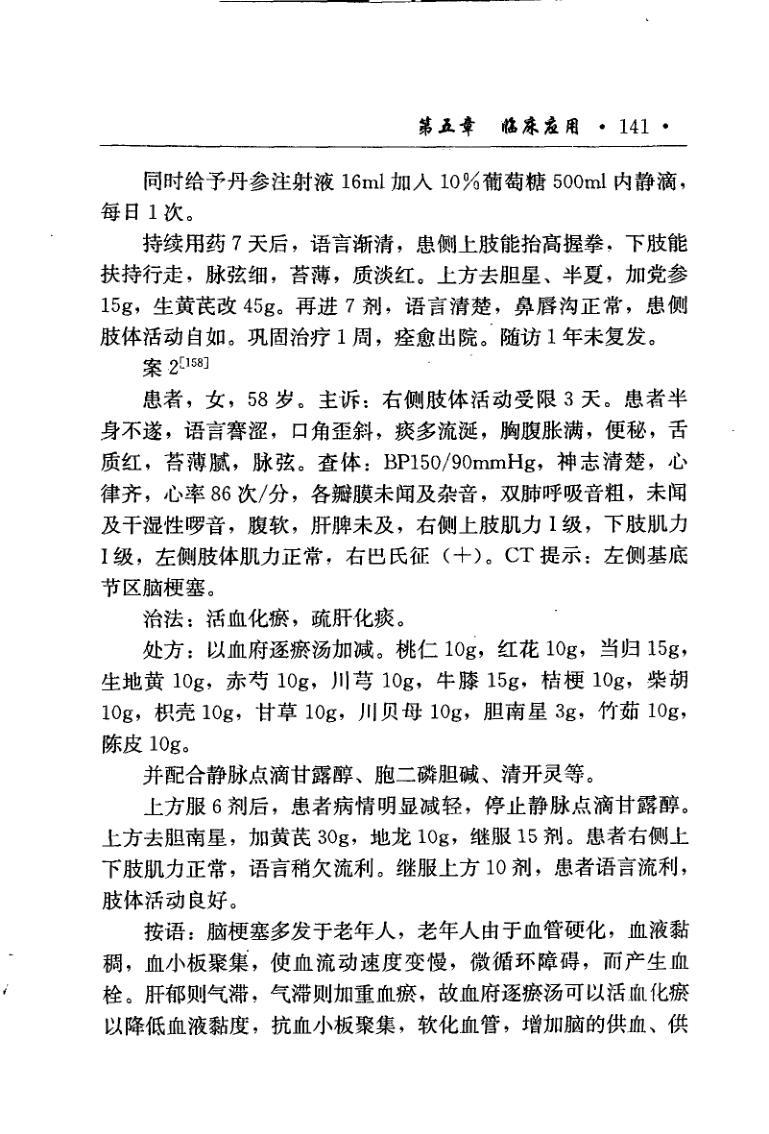 第五章 临床应用 · 141 ·
同时给予丹参注射液 16ml 加入 10%葡萄糖 500ml 内静滴，
每日 1 次。
持续用药 7 天后，语言渐清，患侧上肢能抬高握拳，下肢能
扶持行走，脉弦细，苔薄，质淡红。上方去胆星、半夏，加党参
15g，生黄芪改 45g。再进 7 剂，语言清楚，鼻唇沟正常，患侧
肢体活动自如。巩固治疗 1 周，痊愈出院。随访 1 年未复发。
案 2[158]
患者，女，58 岁。主诉：右侧肢体活动受限 3 天。患者半
身不遂，语言謇涩，口角歪斜，痰多流涎，胸腹胀满，便秘，舌
质红，苔薄腻，脉弦。查体：BP150/90mmHg，神志清楚，心
律齐，心率 86 次/分，各瓣膜未闻及杂音，双肺呼吸音粗，未闻
及干湿性啰音，腹软，肝脾未及，右侧上肢肌力 I 级，下肢肌力
I 级，左侧肢体肌力正常，右巴氏征（＋）。CT 提示：左侧基底
节区脑梗塞。
治法：活血化瘀，疏肝化痰。
处方：以血府逐瘀汤加减。桃仁 10g，红花 10g，当归 15g，
生地黄 10g，赤芍 10g，川芎 10g，牛膝 15g，桔梗 10g，柴胡
10g，枳壳 10g，甘草 10g，川贝母 10g，胆南星 3g，竹茹 10g，
陈皮 10g。
并配合静脉点滴甘露醇、胞二磷胆碱、清开灵等。
上方服 6 剂后，患者病情明显减轻，停止静脉点滴甘露醇。
上方去胆南星，加黄芪 30g，地龙 10g，继服 15 剂。患者右侧上
下肢肌力正常，语言稍欠流利。继服上方 10 剂，患者语言流利，
肢体活动良好。
按语：脑梗塞多发于老年人，老年人由于血管硬化，血液黏
稠，血小板聚集，使血流动速度变慢，微循环障碍，而产生血
栓。肝郁则气滞，气滞则加重血瘀，故血府逐瘀汤可以活血化瘀
以降低血液黏度，抗血小板聚集，软化血管，增加脑的供血、供